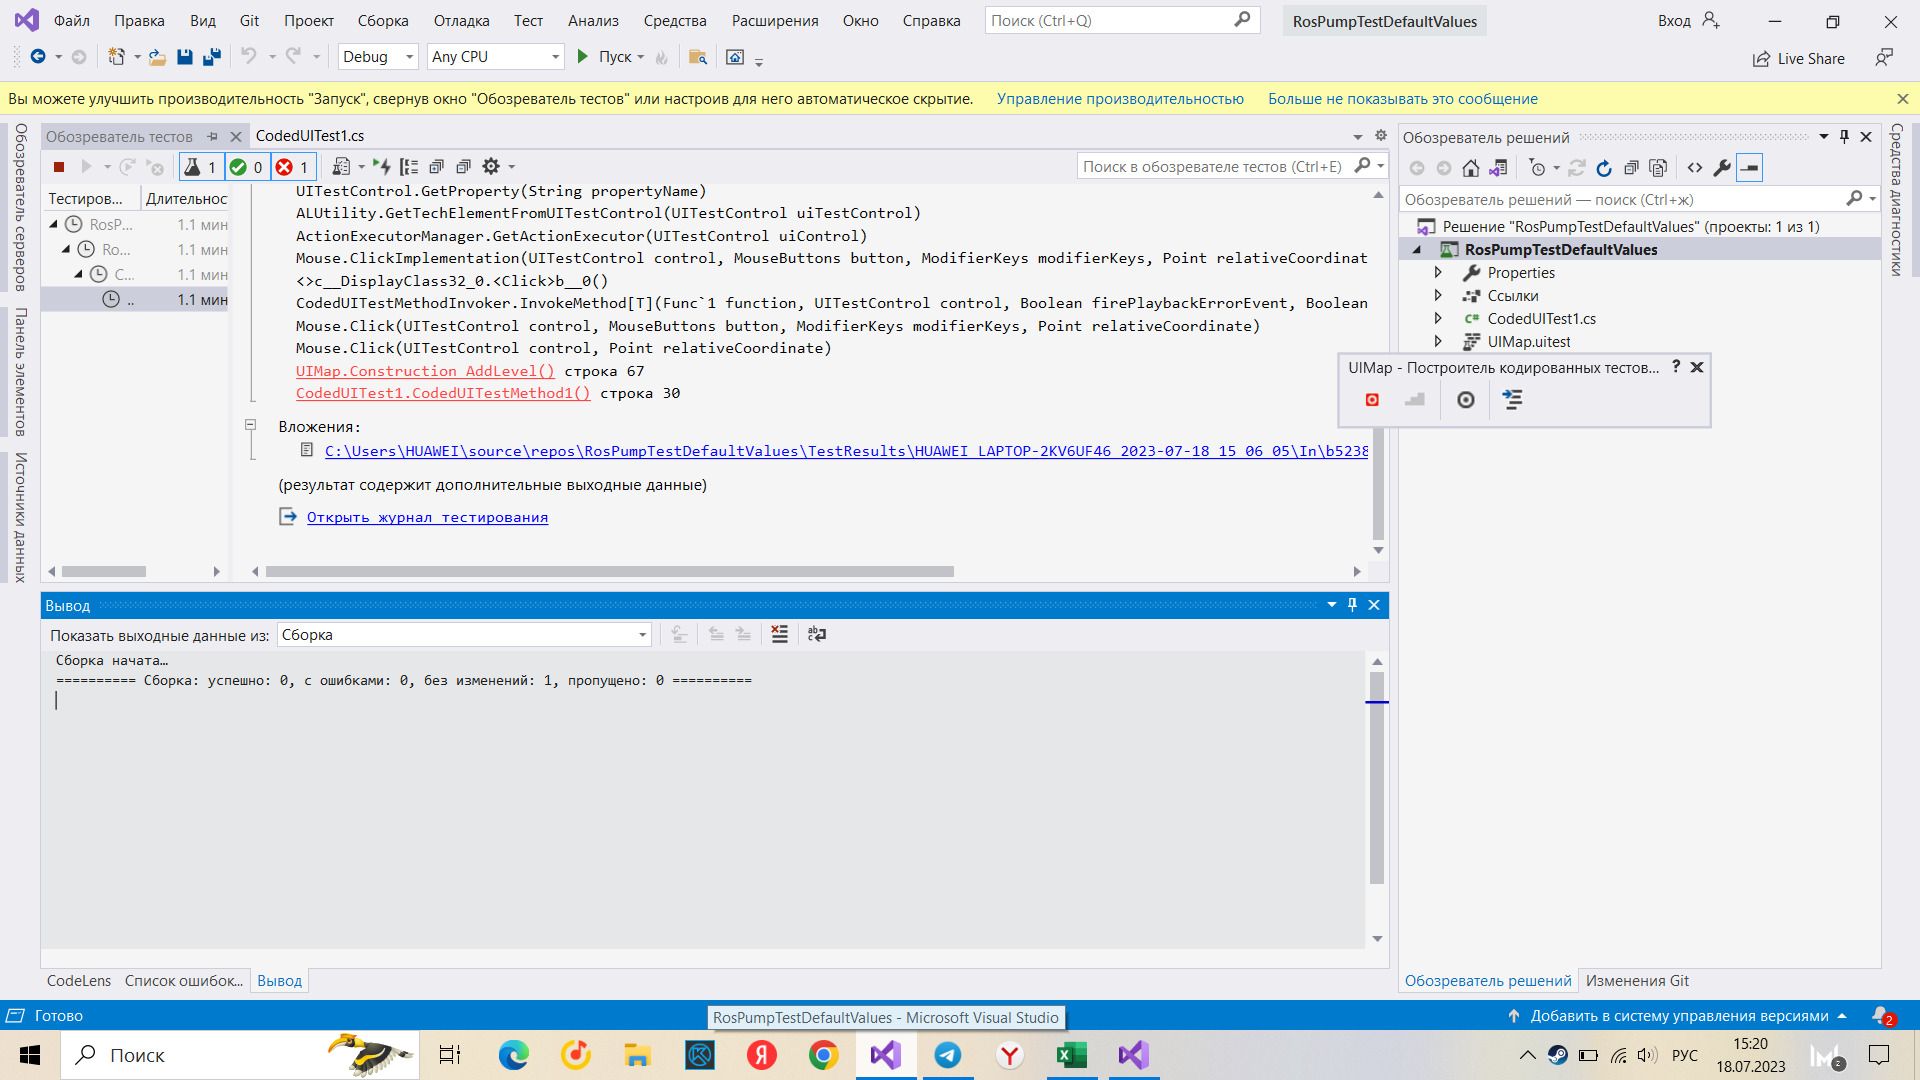 Файл Правка Вид Git Проект Сборка Отладка Тест Анализ Средства Расширения Окно Справка Поиск (Ctrl+Q) RosPumpTestDefaultValues Вход
Debug Any CPU Пуск Live Share
Вы можете улучшить производительность "Запуск", свернув окно "Обозреватель тестов" или настроив для него автоматическое скрытие. Управление производительностью Больше не показывать это сообщение
Обозреватель серверов
Панель элементов
Источники данных
Обозреватель тестов CodedUITest1.cs
1 0 1 Поиск в обозревателе тестов (Ctrl+E)
Тестиров... Длительнос
RosP... 1.1 мин
Ro... 1.1 мин
C... 1.1 мин
.. 1.1 мин
UITestControl.GetProperty(String propertyName)
ALUtility.GetTechElementFromUITestControl(UITestControl uiTestControl)
ActionExecutorManager.GetActionExecutor(UITestControl uiControl)
Mouse.ClickImplementation(UITestControl control, MouseButtons button, ModifierKeys modifierKeys, Point relativeCoordinat
<>c__DisplayClass32_0.<Click>b__0()
CodedUITestMethodInvoker.InvokeMethod[T](Func`1 function, UITestControl control, Boolean firePlaybackErrorEvent, Boolean
Mouse.Click(UITestControl control, MouseButtons button, ModifierKeys modifierKeys, Point relativeCoordinate)
Mouse.Click(UITestControl control, Point relativeCoordinate)
UIMap.Construction_AddLevel() строка 67
CodedUITest1.CodedUITestMethod1() строка 30
Вложения:
C:\Users\HUAWEI\source\repos\RosPumpTestDefaultValues\TestResults\HUAWEI_LAPTOP-2KV6UF46_2023-07-18_15_06_05\In\b5238
(результат содержит дополнительные выходные данные)
Открыть журнал тестирования
Вывод
Показать выходные данные из: Сборка
Сборка начата…
========== Сборка: успешно: 0, с ошибками: 0, без изменений: 1, пропущено: 0 ==========
CodeLens Список ошибок... Вывод
Обозреватель решений
Обозреватель решений — поиск (Ctrl+ж)
Решение "RosPumpTestDefaultValues" (проекты: 1 из 1)
RosPumpTestDefaultValues
Properties
Ссылки
C# CodedUITest1.cs
UIMap.uitest
UIMap - Построитель кодированных тестов... ?
Средства диагностики
Обозреватель решений Изменения Git
Готово Добавить в систему управления версиями 2
RosPumpTestDefaultValues - Microsoft Visual Studio
Поиск РУС 15:20
18.07.2023 2